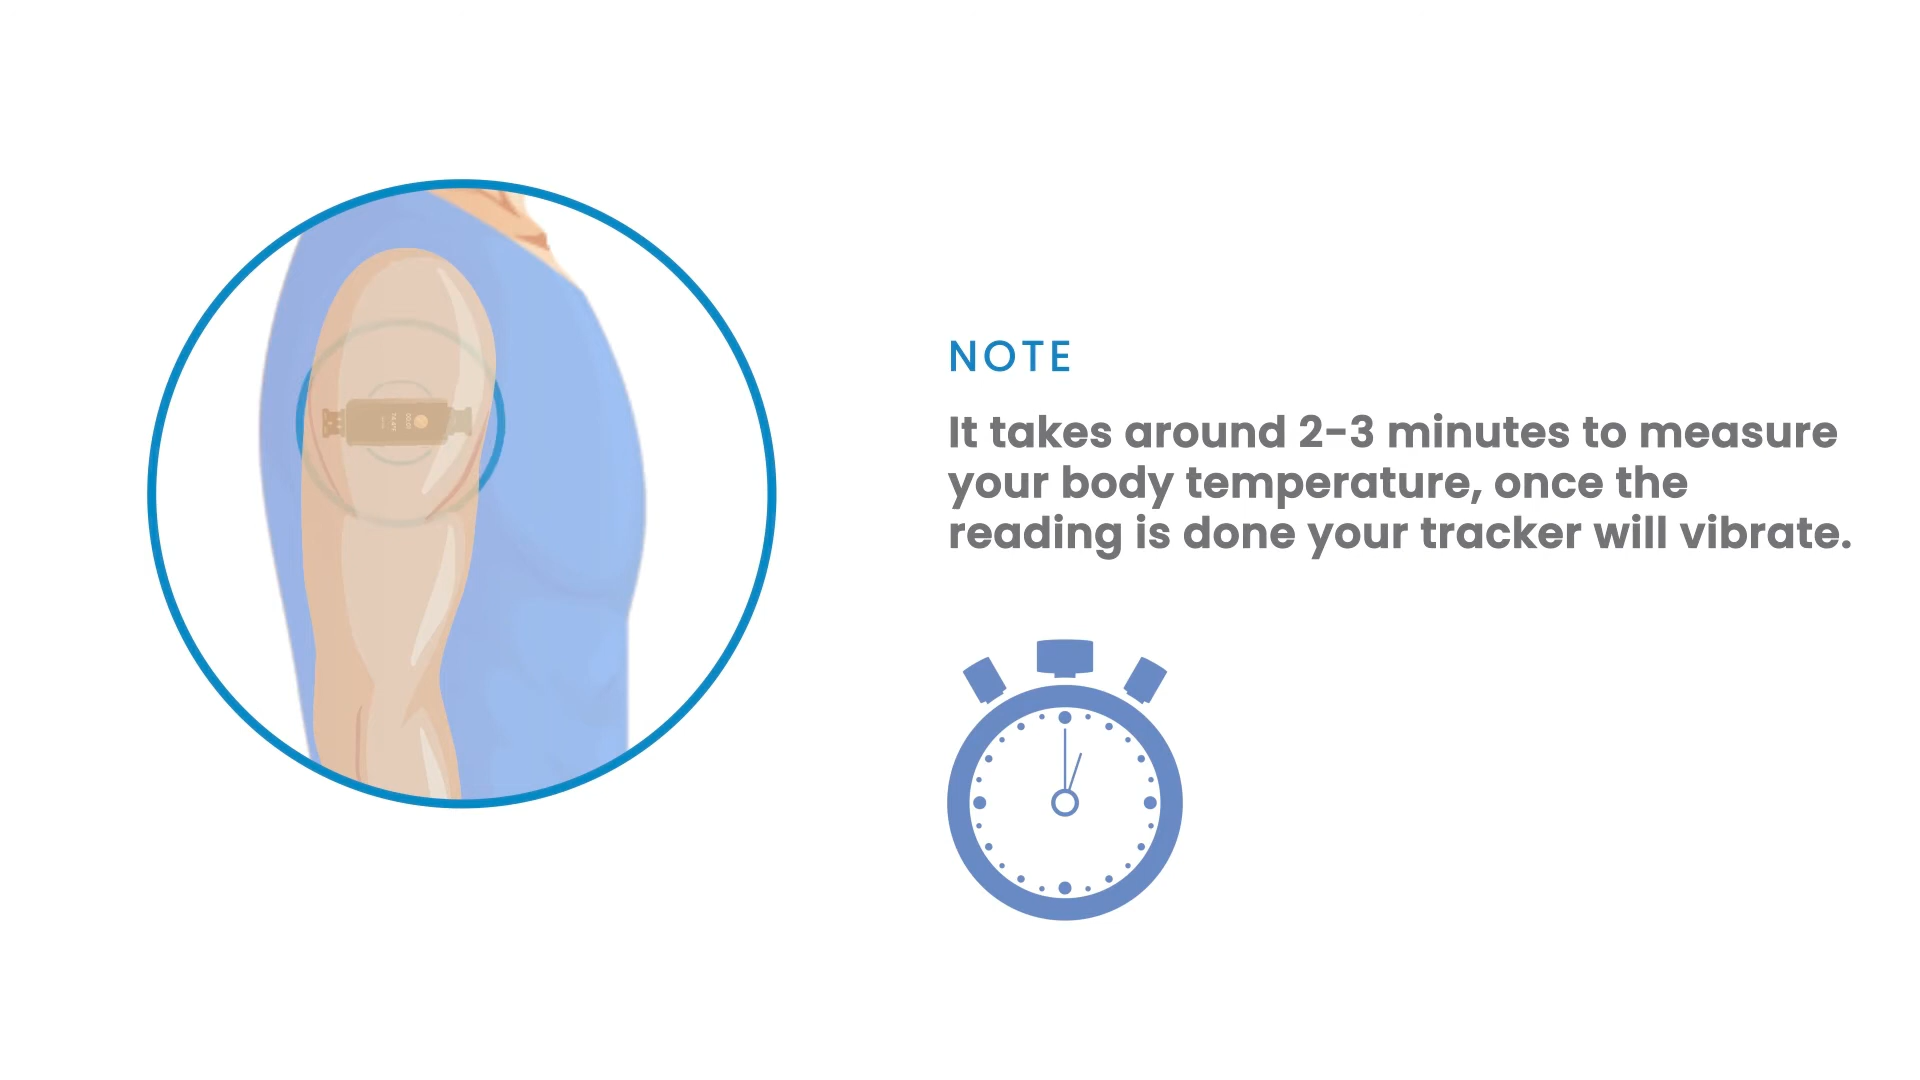 NOTE
It takes around 2-3 minutes to measure
your body temperature, once the
reading is done your tracker will vibrate.